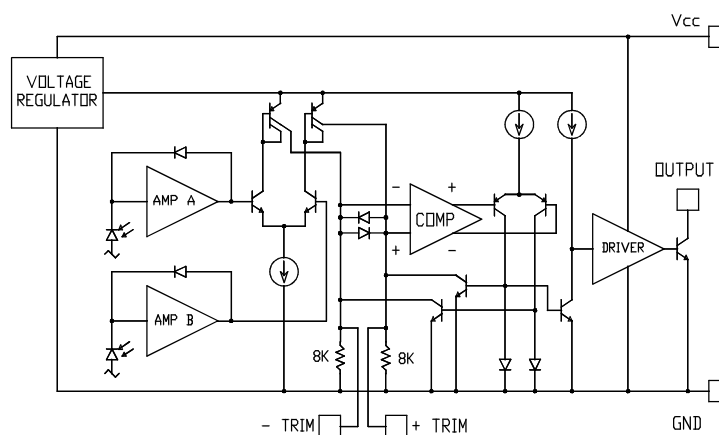 Vcc
VOLTAGE
REGULATOR
OUTPUT
AMP A
-
+
COMP
+
-
DRIVER
AMP B
8K
8K
- TRIM
+ TRIM
GND